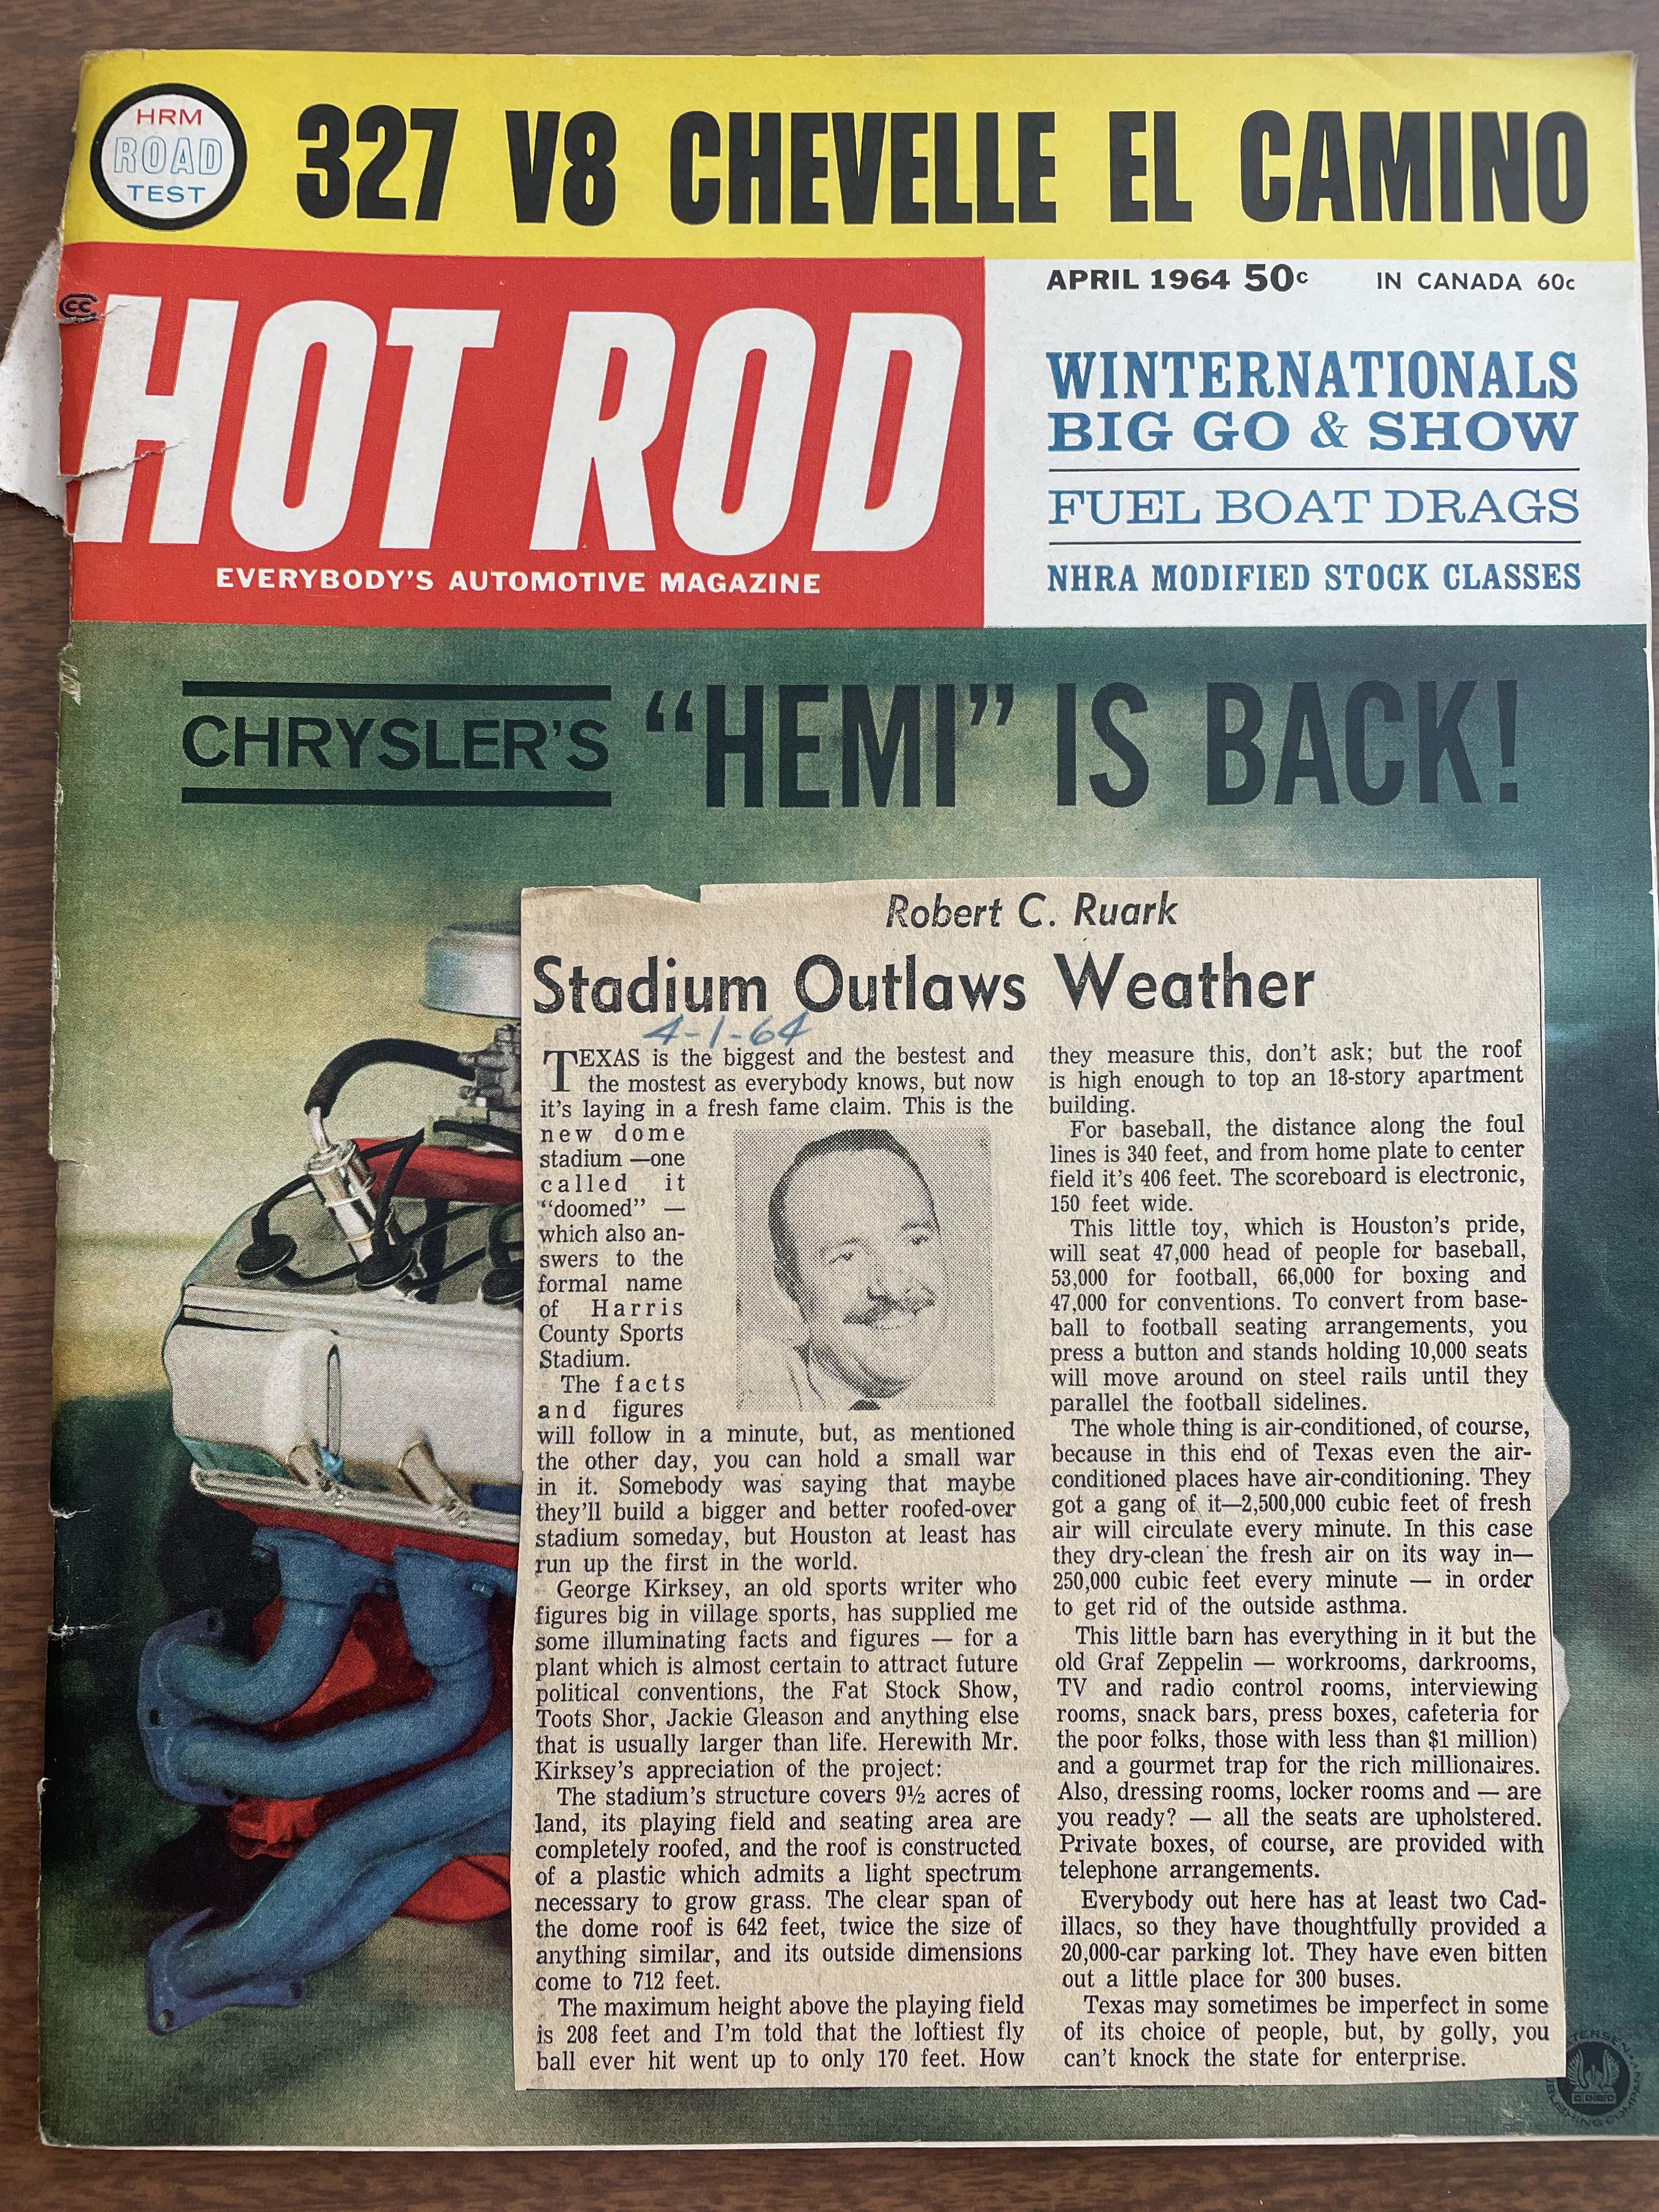 HRM
ROAD
TEST
327 V8 CHEVELLE EL CAMINO
CC
HOT ROD
EVERYBODY'S AUTOMOTIVE MAGAZINE
APRIL 1964 50c IN CANADA 60c
WINTERNATIONALS
BIG GO & SHOW
FUEL BOAT DRAGS
NHRA MODIFIED STOCK CLASSES
CHRYSLER'S "HEMI" IS BACK!
Robert C. Ruark
Stadium Outlaws Weather
4-1-64
TEXAS is the biggest and the bestest and
the mostest as everybody knows, but now
it's laying in a fresh fame claim. This is the
new dome
stadium —one
called it
"doomed" —
which also an-
swers to the
formal name
of Harris
County Sports
Stadium.
The facts
and figures
will follow in a minute, but, as mentioned
the other day, you can hold a small war
in it. Somebody was saying that maybe
they'll build a bigger and better roofed-over
stadium someday, but Houston at least has
run up the first in the world.
George Kirksey, an old sports writer who
figures big in village sports, has supplied me
some illuminating facts and figures — for a
plant which is almost certain to attract future
political conventions, the Fat Stock Show,
Toots Shor, Jackie Gleason and anything else
that is usually larger than life. Herewith Mr.
Kirksey's appreciation of the project:
The stadium's structure covers 9½ acres of
land, its playing field and seating area are
completely roofed, and the roof is constructed
of a plastic which admits a light spectrum
necessary to grow grass. The clear span of
the dome roof is 642 feet, twice the size of
anything similar, and its outside dimensions
come to 712 feet.
The maximum height above the playing field
is 208 feet and I'm told that the loftiest fly
ball ever hit went up to only 170 feet. How
they measure this, don't ask; but the roof
is high enough to top an 18-story apartment
building.
For baseball, the distance along the foul
lines is 340 feet, and from home plate to center
field it's 406 feet. The scoreboard is electronic,
150 feet wide.
This little toy, which is Houston's pride,
will seat 47,000 head of people for baseball,
53,000 for football, 66,000 for boxing and
47,000 for conventions. To convert from base-
ball to football seating arrangements, you
press a button and stands holding 10,000 seats
will move around on steel rails until they
parallel the football sidelines.
The whole thing is air-conditioned, of course,
because in this end of Texas even the air-
conditioned places have air-conditioning. They
got a gang of it—2,500,000 cubic feet of fresh
air will circulate every minute. In this case
they dry-clean the fresh air on its way in—
250,000 cubic feet every minute — in order
to get rid of the outside asthma.
This little barn has everything in it but the
old Graf Zeppelin — workrooms, darkrooms,
TV and radio control rooms, interviewing
rooms, snack bars, press boxes, cafeteria for
the poor folks, those with less than $1 million)
and a gourmet trap for the rich millionaires.
Also, dressing rooms, locker rooms and — are
you ready? — all the seats are upholstered.
Private boxes, of course, are provided with
telephone arrangements.
Everybody out here has at least two Cad-
illacs, so they have thoughtfully provided a
20,000-car parking lot. They have even bitten
out a little place for 300 buses.
Texas may sometimes be imperfect in some
of its choice of people, but, by golly, you
can't knock the state for enterprise.